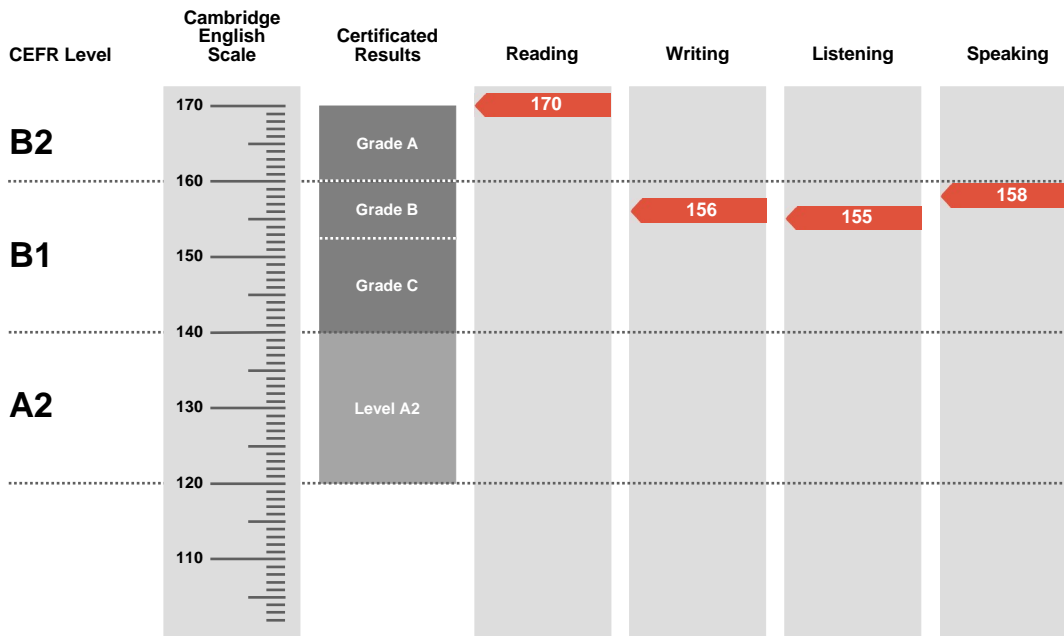 CEFR Level
Cambridge
English
Scale
Certificated
Results
Reading
Writing
Listening
Speaking
170
170
B2
Grade A
160
158
Grade B
156
155
B1
150
Grade C
140
A2
130
Level A2
120
110